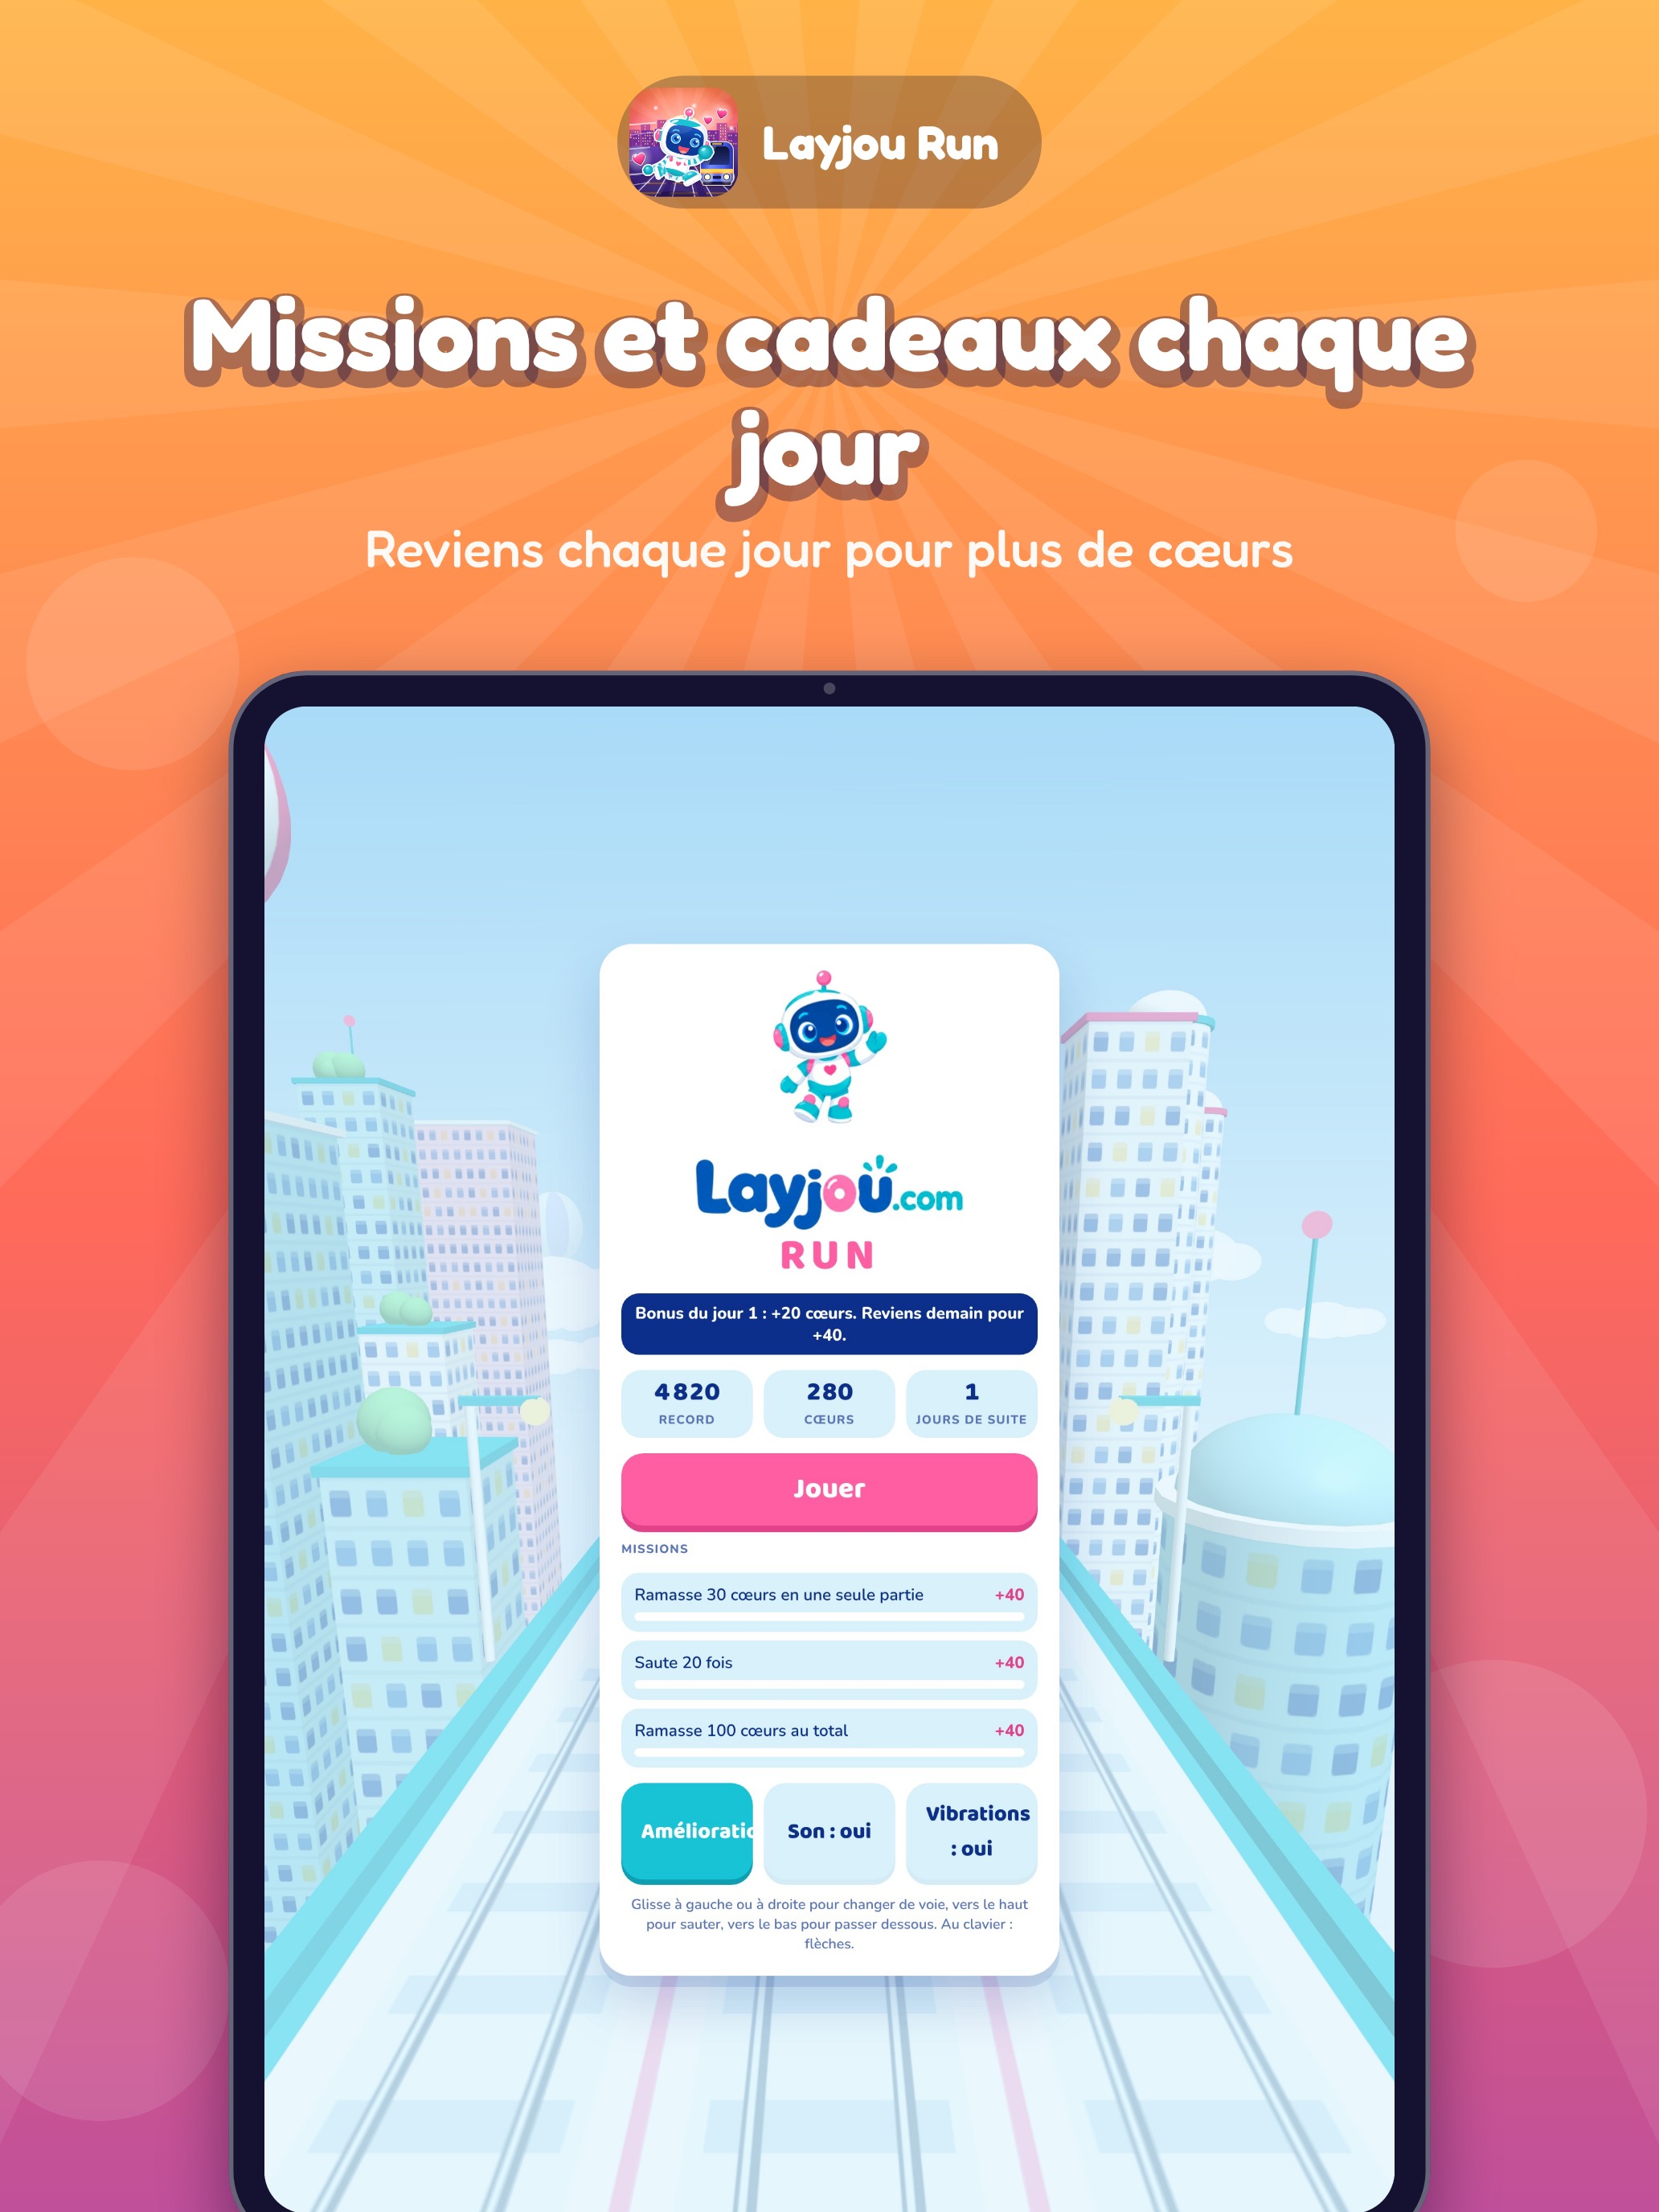 Layjou Run
Missions et cadeaux chaque
jour
Reviens chaque jour pour plus de cœurs
Layjou.com
RUN
Bonus du jour 1 : +20 cœurs. Reviens demain pour
+40.
4 820
RECORD
280
CŒURS
1
JOURS DE SUITE
Jouer
MISSIONS
Ramasse 30 cœurs en une seule partie +40
Saute 20 fois +40
Ramasse 100 cœurs au total +40
Amélioratio
Son : oui
Vibrations
: oui
Glisse à gauche ou à droite pour changer de voie, vers le haut
pour sauter, vers le bas pour passer dessous. Au clavier :
flèches.